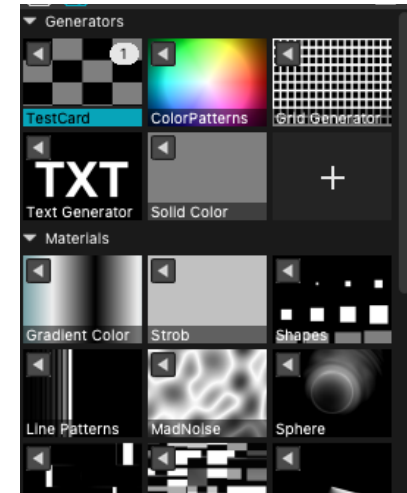 Generators
1
TestCard
ColorPatterns
Grid Generator
TXT
Text Generator
Solid Color
+
Materials
Gradient Color
Strob
Shapes
Line Patterns
MadNoise
Sphere